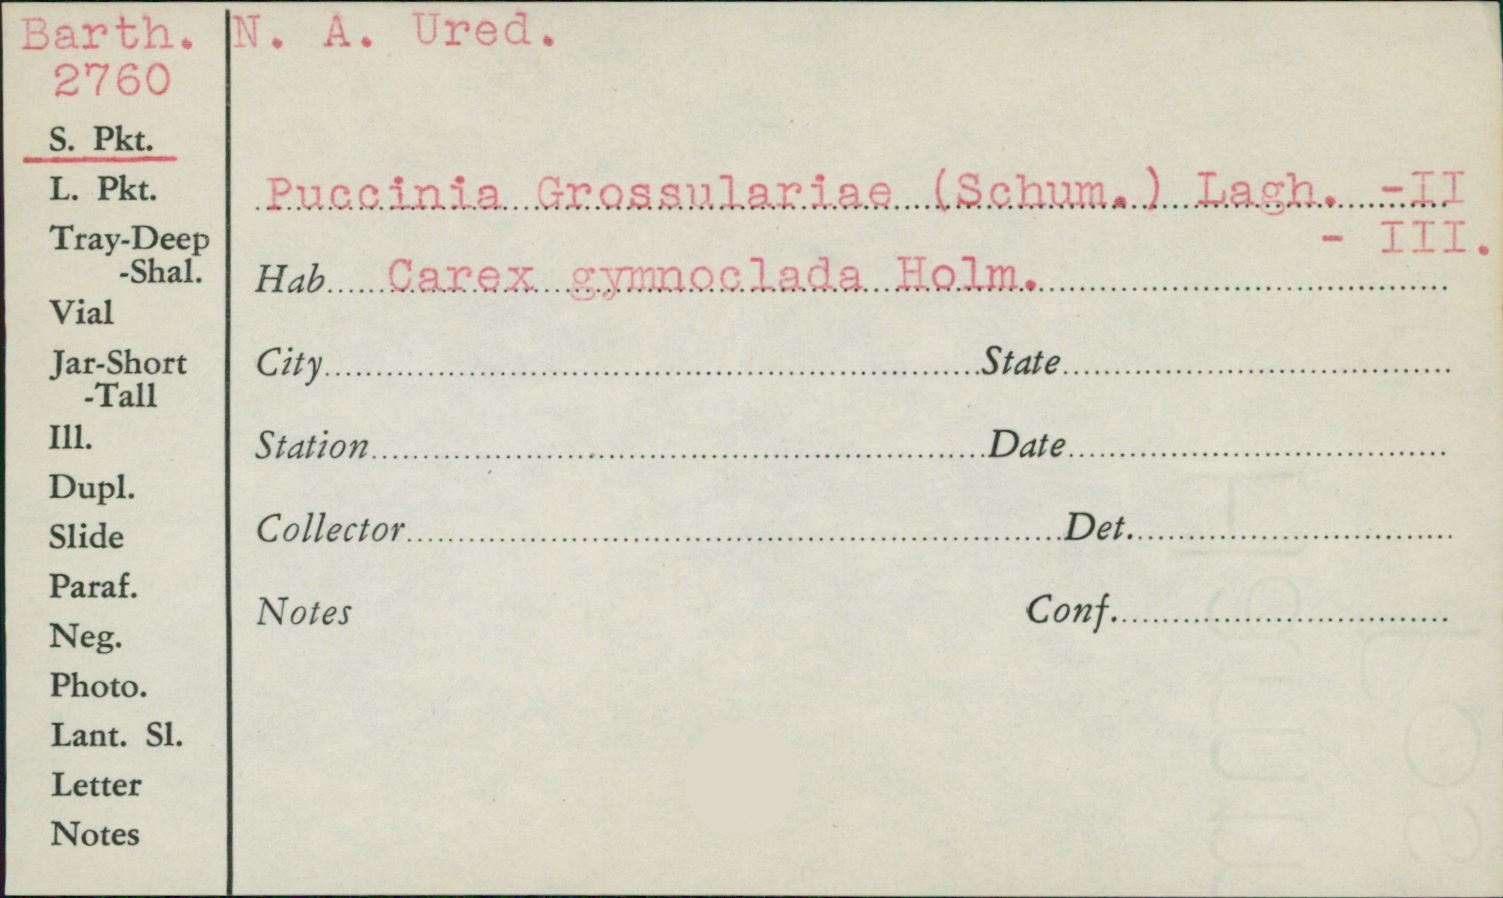 Barth. N. A. Ured.
2760
S. Pkt.
L. Pkt.
Tray-Deep
-Shal.
Vial
Jar-Short
-Tall
Ill.
Dupl.
Slide
Paraf.
Neg.
Photo.
Lant. Sl.
Letter
Notes
Puccinia Grossulariae (Schum.) Lagh. -II
- III.
Hab. Carex gymnoclada Holm.
City State
Station Date
Collector Det.
Notes Conf.